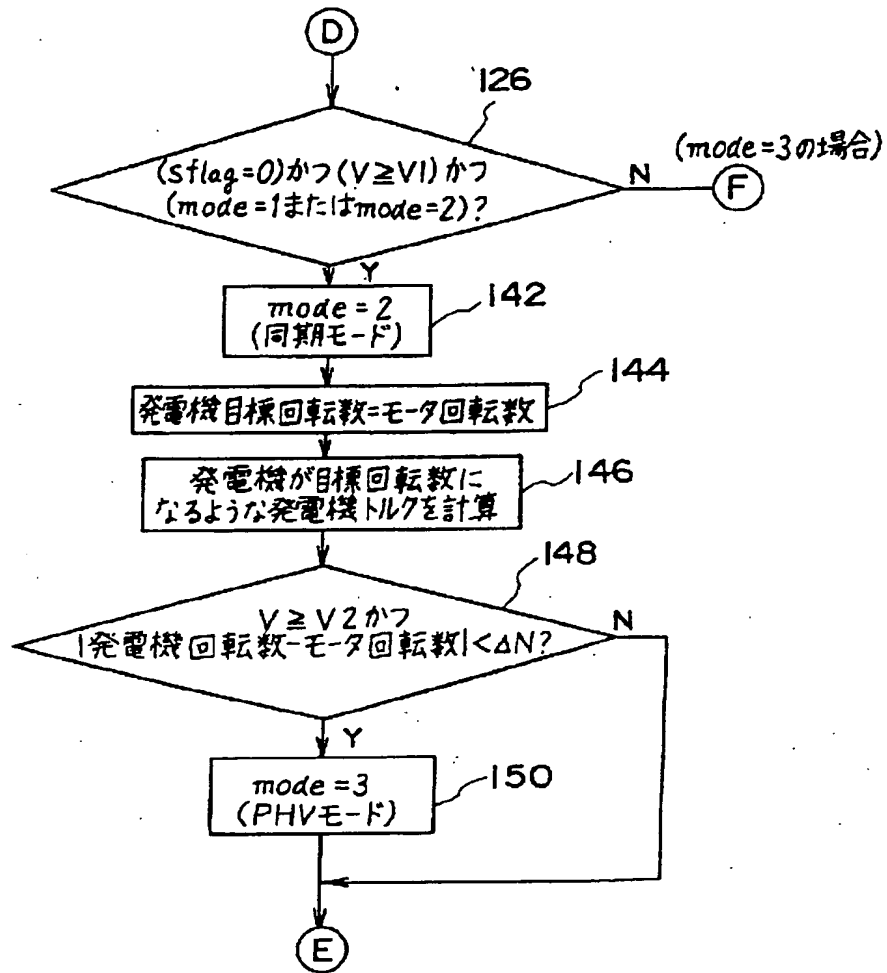 D
126
(sflag=0)かつ(V≧V1)かつ
(mode=1またはmode=2)?
N
(mode=3の場合)
F
Y
mode=2
(同期モード)
142
発電機目標回転数=モータ回転数
144
発電機が目標回転数に
なるような発電機トルクを計算
146
148
V≧V2かつ
|発電機回転数-モータ回転数|<ΔN?
N
Y
mode=3
(PHVモード)
150
E